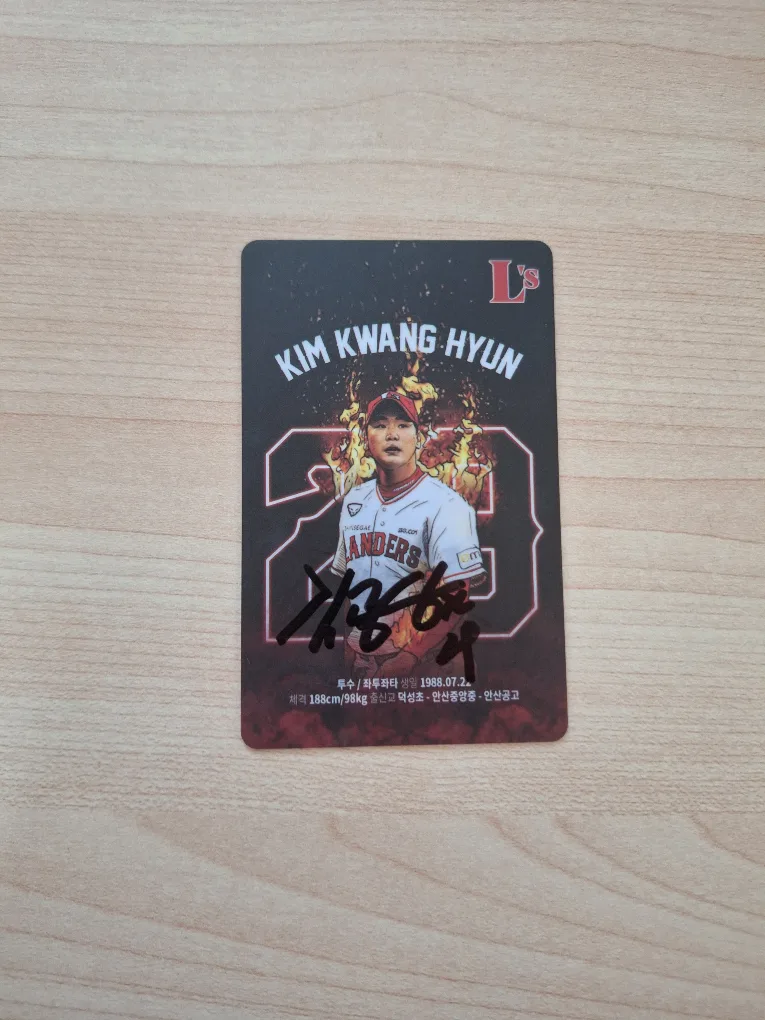 L's
KIM KWANG HYUN
29
LANDERS
김광현
투수 / 좌투좌타 생일 1988.07.22
체격 188cm/98kg 출신교 덕성초 - 안산중앙중 - 안산공고